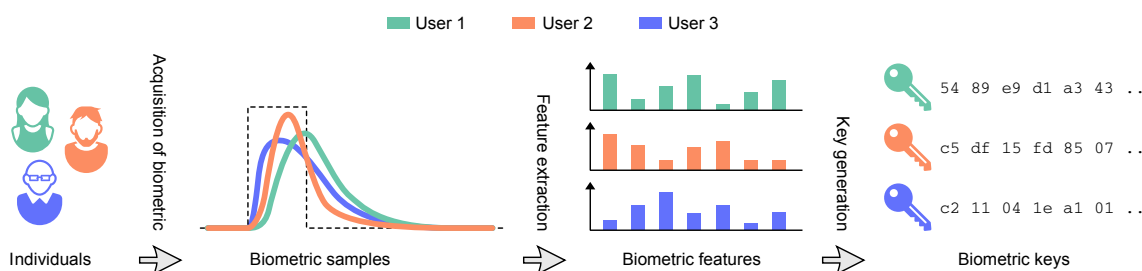 User 1
User 2
User 3
Acquisition of biometric
Feature extraction
Key generation
54 89 e9 d1 a3 43 ..
c5 df 15 fd 85 07 ..
c2 11 04 1e a1 01 ..
Individuals
Biometric samples
Biometric features
Biometric keys